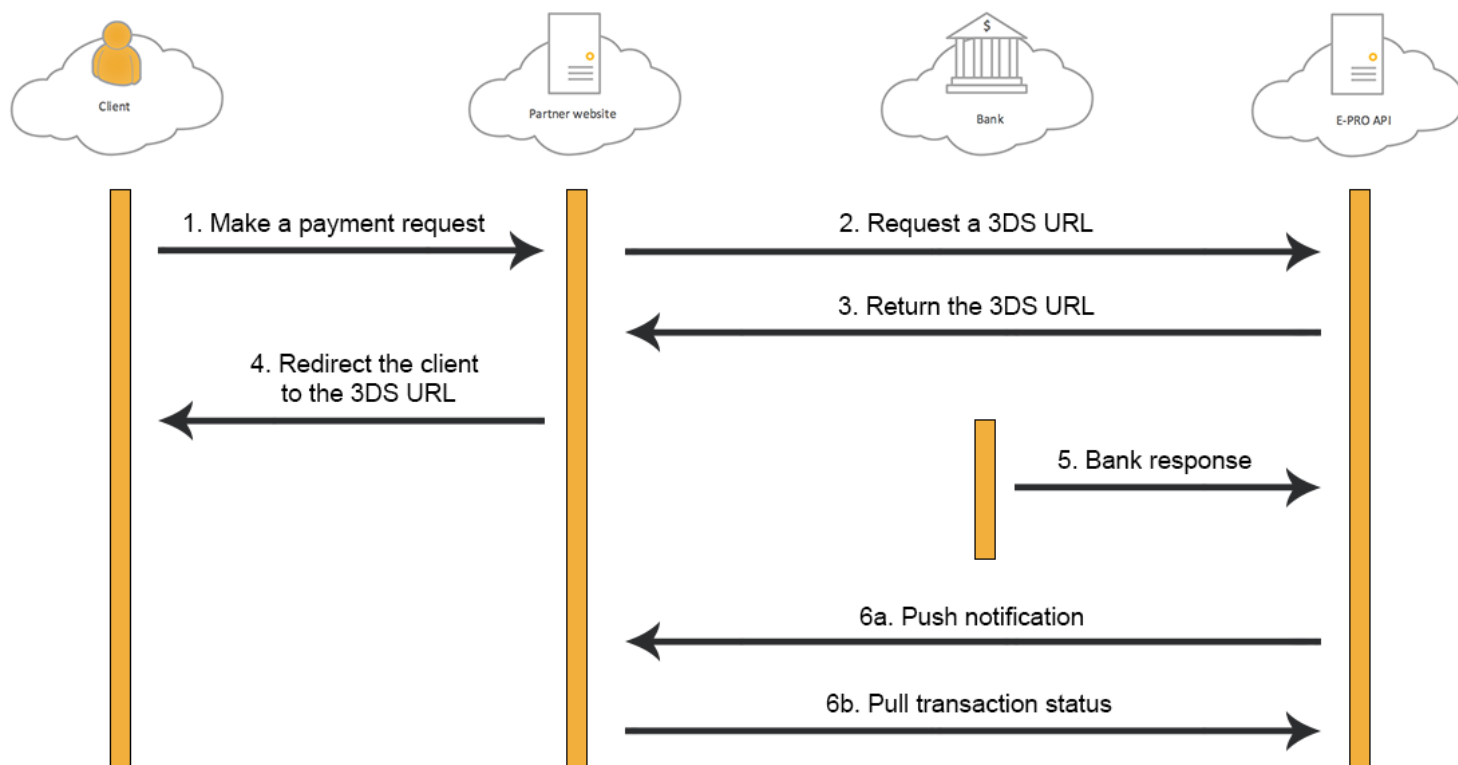 $
Client
Partner website
Bank
E-PRO API
1. Make a payment request
2. Request a 3DS URL
3. Return the 3DS URL
4. Redirect the client
to the 3DS URL
5. Bank response
6a. Push notification
6b. Pull transaction status